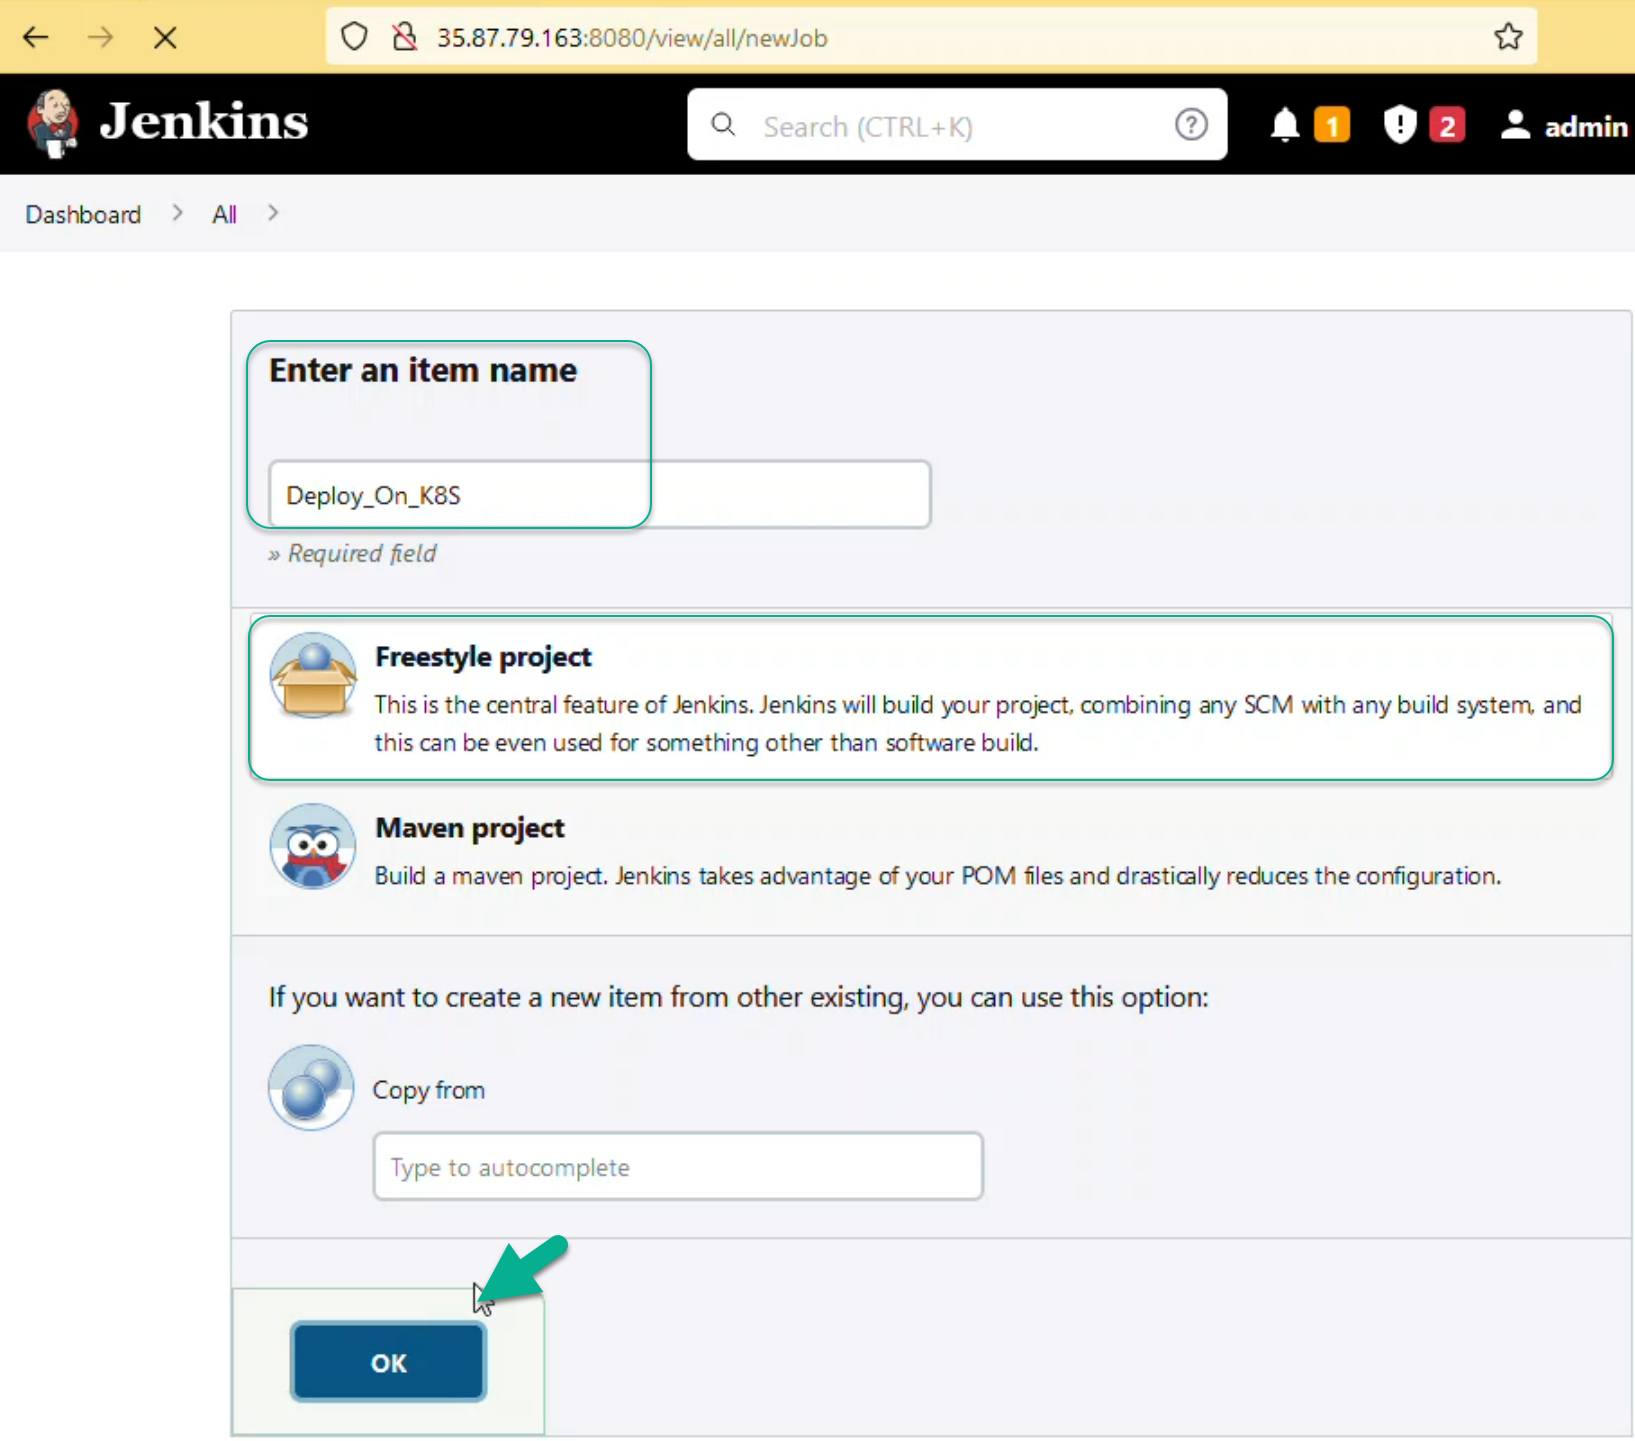 35.87.79.163:8080/view/all/newJob
Jenkins
Search (CTRL+K)
1
2
admin
Dashboard
All
Enter an item name
Deploy_On_K8S
» Required field
Freestyle project
This is the central feature of Jenkins. Jenkins will build your project, combining any SCM with any build system, and
this can be even used for something other than software build.
Maven project
Build a maven project. Jenkins takes advantage of your POM files and drastically reduces the configuration.
If you want to create a new item from other existing, you can use this option:
Copy from
Type to autocomplete
OK